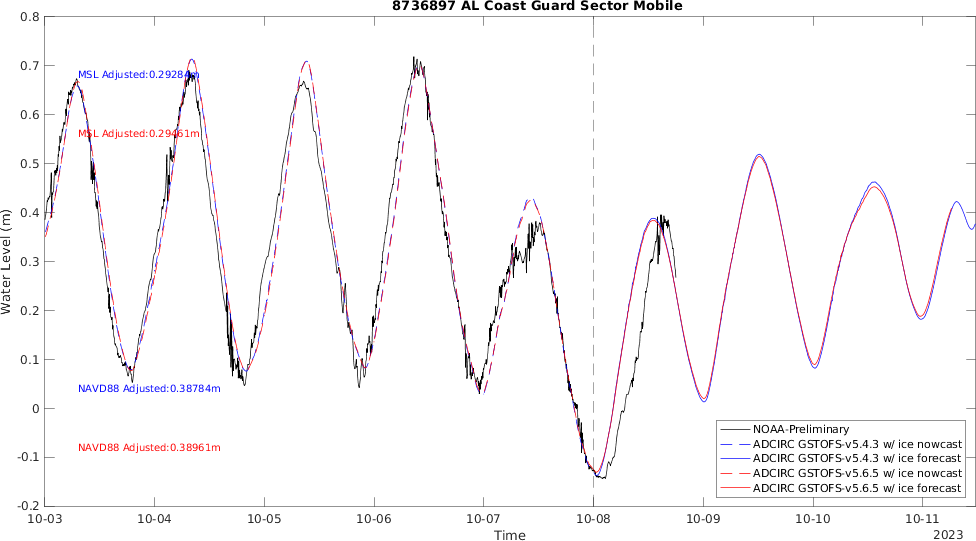 8736897 AL Coast Guard Sector Mobile
0.8
0.7
0.6
0.5
0.4
0.3
0.2
0.1
0
-0.1
-0.2
Water Level (m)
MSL Adjusted:0.29284m
MSL Adjusted:0.29461m
NAVD88 Adjusted:0.38784m
NAVD88 Adjusted:0.38961m
NOAA-Preliminary
ADCIRC GSTOFS-v5.4.3 w/ ice nowcast
ADCIRC GSTOFS-v5.4.3 w/ ice forecast
ADCIRC GSTOFS-v5.6.5 w/ ice nowcast
ADCIRC GSTOFS-v5.6.5 w/ ice forecast
10-03 10-04 10-05 10-06 10-07 10-08 10-09 10-10 10-11
Time
2023